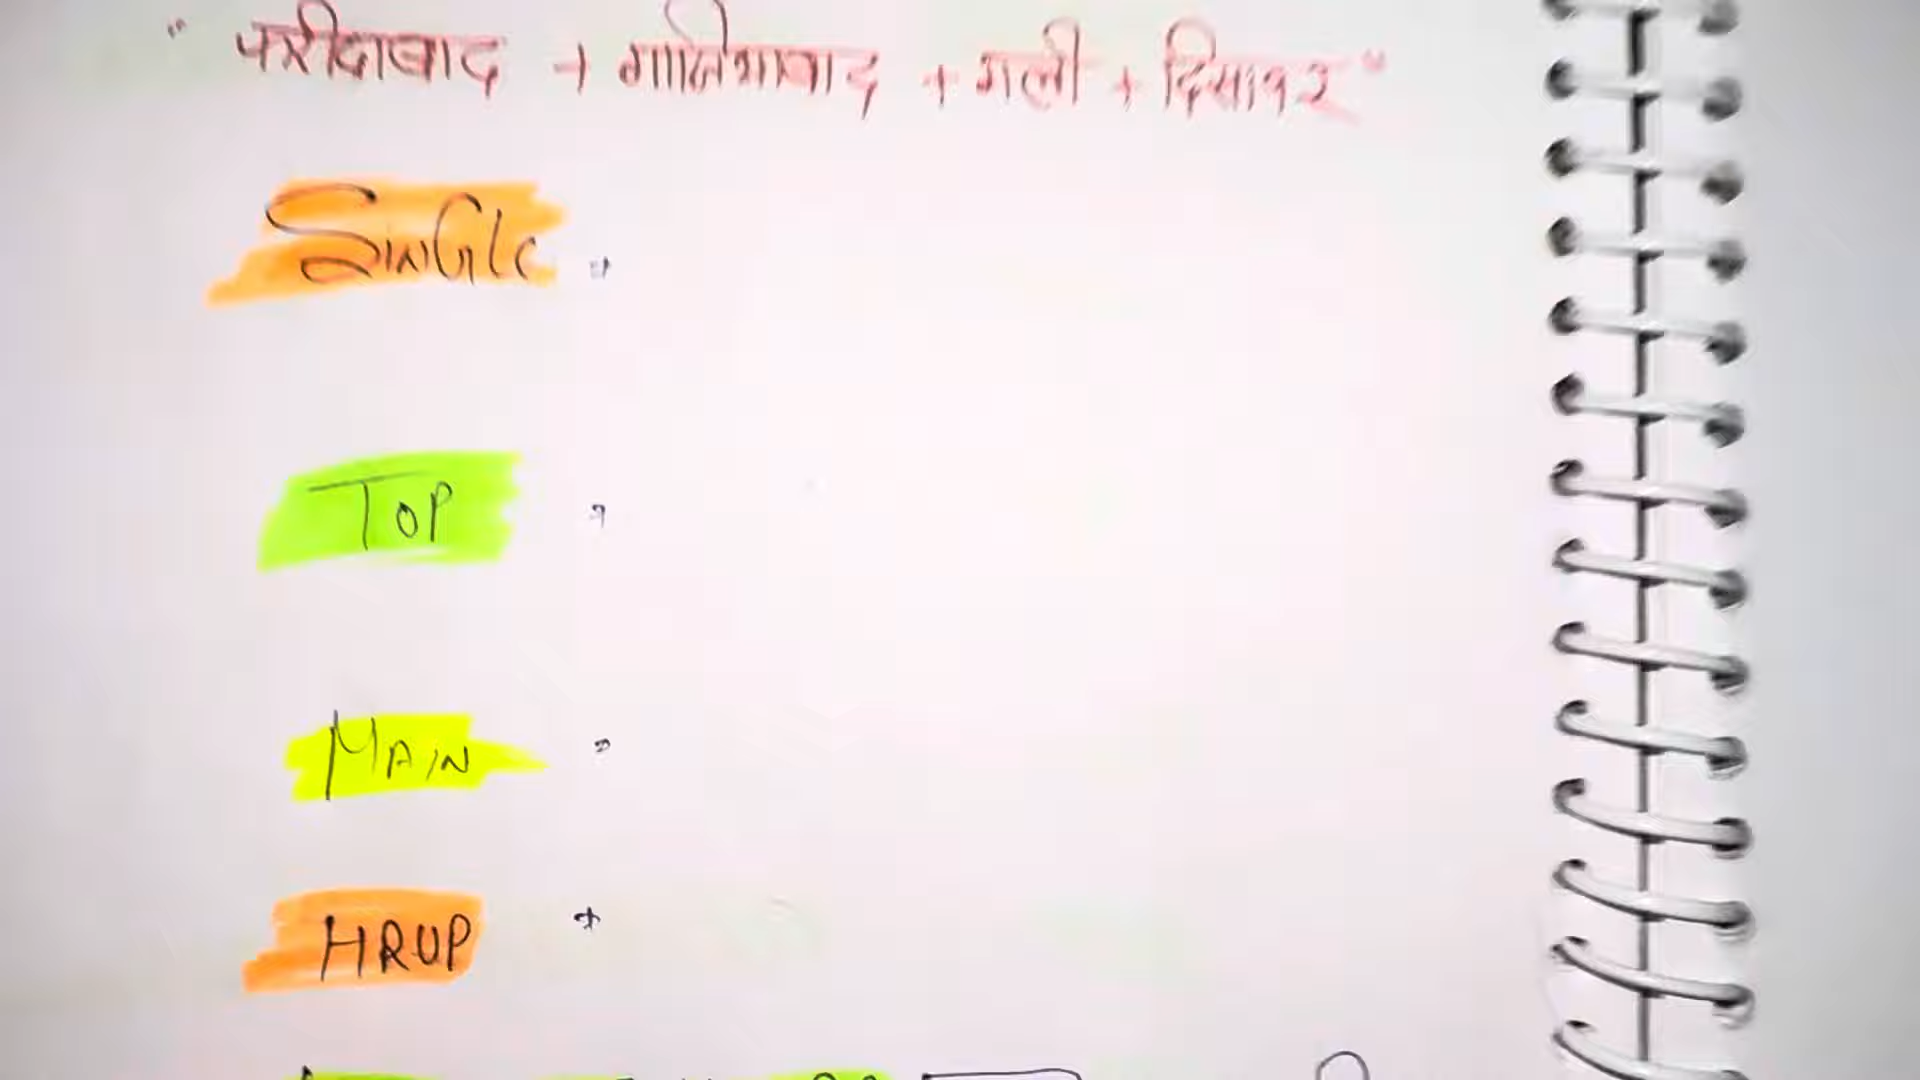 " फरीदाबाद + गाजियाबाद + गली + दिसावर "
SinGle
TOP
MAIN
HRUP